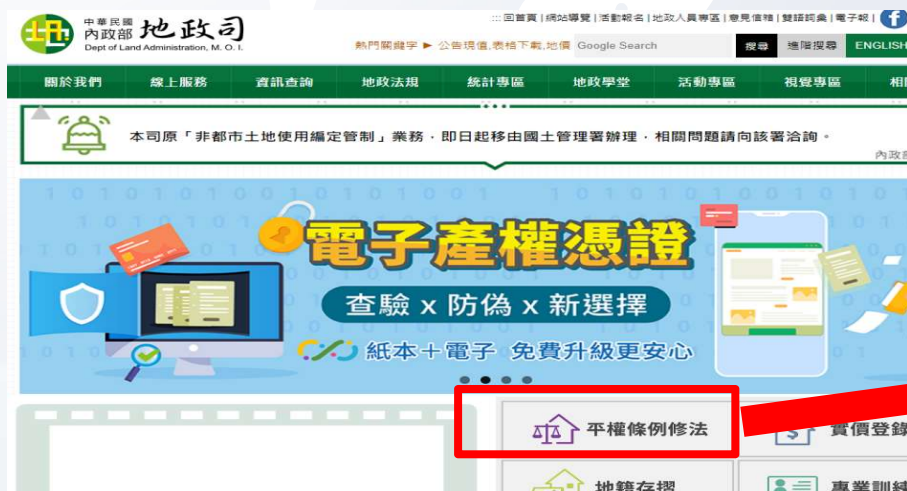 :::回首頁|網站導覽|活動報名|地政人員專區|意見信箱|雙語詞彙|電子報|
中華民國
內政部
地政司
Dept of Land Administration, M. O. I.
熱門關鍵字 ► 公告現值,表格下載,地價 Google Search 搜尋 進階搜尋 ENGLISH
關於我們 線上服務 資訊查詢 地政法規 統計專區 地政學堂 活動專區 視覺專區 相
本司原「非都市土地使用編定管制」業務,即日起移由國土管理署辦理,相關問題請向該署洽詢。
內政部
電子產權憑證
查驗 x 防偽 x 新選擇
紙本+電子 免費升級更安心
平權條例修法
實價登錄
地籍存摺
專業訓練